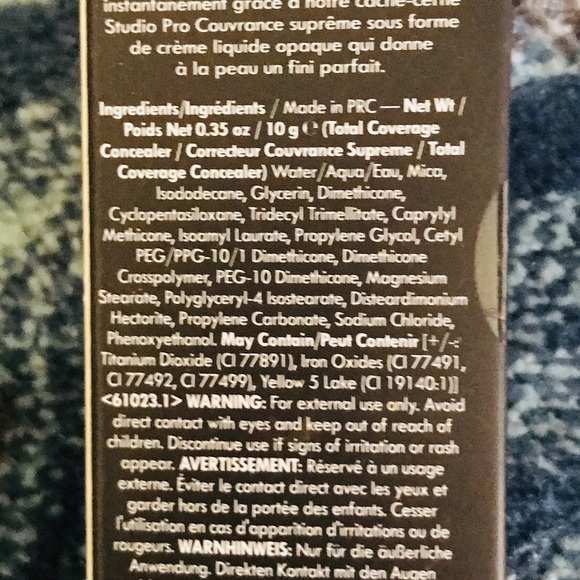 instantanément grâce à notre cache-cerne
Studio Pro Couvrance suprême sous forme
de crème liquide opaque qui donne
à la peau un fini parfait.
Ingredients/Ingrédients / Made in PRC — Net Wt /
Poids Net 0.35 oz / 10 g ℮ (Total Coverage
Concealer / Correcteur Couvrance Supreme / Total
Coverage Concealer) Water/Aqua/Eau, Mica,
Isododecane, Glycerin, Dimethicone,
Cyclopentasiloxane, Tridecyl Trimellitate, Caprylyl
Methicone, Isoamyl Laurate, Propylene Glycol, Cetyl
PEG/PPG-10/1 Dimethicone, Dimethicone
Crosspolymer, PEG-10 Dimethicone, Magnesium
Stearate, Polyglyceryl-4 Isostearate, Disteardimonium
Hectorite, Propylene Carbonate, Sodium Chloride,
Phenoxyethanol. May Contain/Peut Contenir [+/-:
Titanium Dioxide (CI 77891), Iron Oxides (CI 77491,
CI 77492, CI 77499), Yellow 5 Lake (CI 19140:1)]
<61023.1> WARNING: For external use only. Avoid
direct contact with eyes and keep out of reach of
children. Discontinue use if signs of irritation or rash
appear. AVERTISSEMENT: Réservé à un usage
externe. Éviter le contact direct avec les yeux et
garder hors de la portée des enfants. Cesser
l'utilisation en cas d'apparition d'irritations ou de
rougeurs. WARNHINWEIS: Nur für die äußerliche
Anwendung. Direkten Kontakt mit den Augen